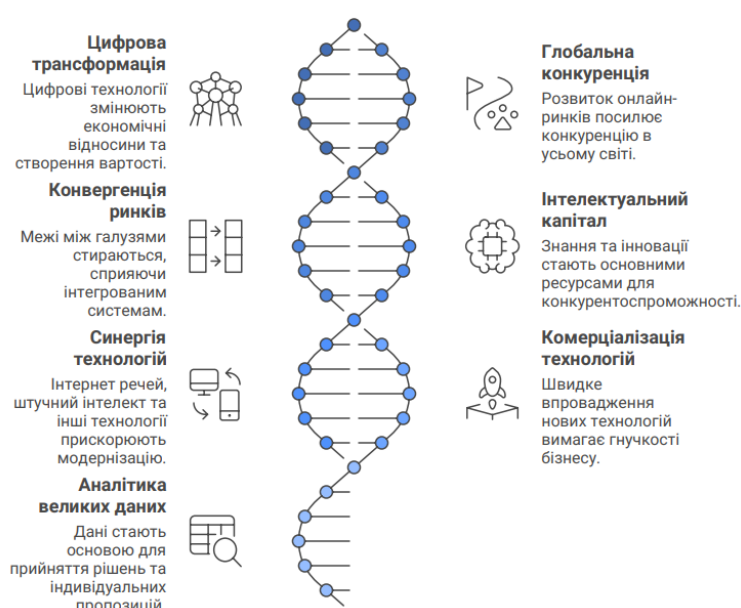 Цифрова
трансформація
Цифрові технології
змінюють
економічні
відносини та
створення вартості.
Конвергенція
ринків
Межі між галузями
стираються,
сприяючи
інтегрованим
системам.
Синергія
технологій
Інтернет речей,
штучний інтелект та
інші технології
прискорюють
модернізацію.
Аналітика
великих даних
Дані стають
основою для
прийняття рішень та
індивідуальних
пропозицій.
Глобальна
конкуренція
Розвиток онлайн-
ринків посилює
конкуренцію в
усьому світі.
Інтелектуальний
капітал
Знання та інновації
стають основними
ресурсами для
конкурентоспроможності.
Комерціалізація
технологій
Швидке
впровадження
нових технологій
вимагає гнучкості
бізнесу.